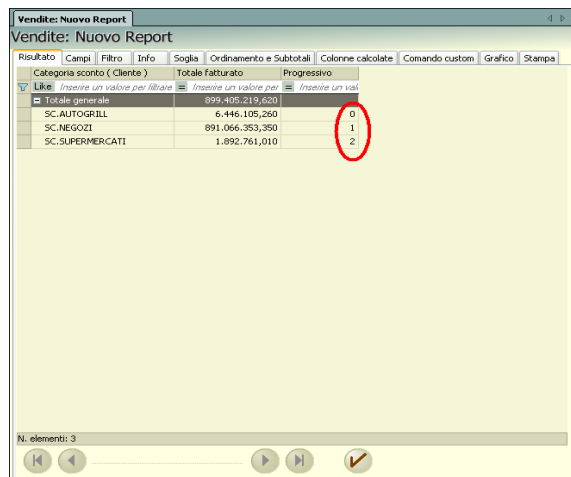 Vendite: Nuovo Report
Vendite: Nuovo Report
Risultato Campi Filtro Info Soglia Ordinamento e Subtotali Colonne calcolate Comando custom Grafico Stampa
Categoria sconto ( Cliente ) Totale fatturato Progressivo
Like Inserire un valore per filtrare = Inserire un valore per = Inserire un val
Totale generale 899.405.219,620
SC.AUTOGRILL 6.446.105,260 0
SC.NEGOZI 891.066.353,350 1
SC.SUPERMERCATI 1.892.761,010 2
N. elementi: 3